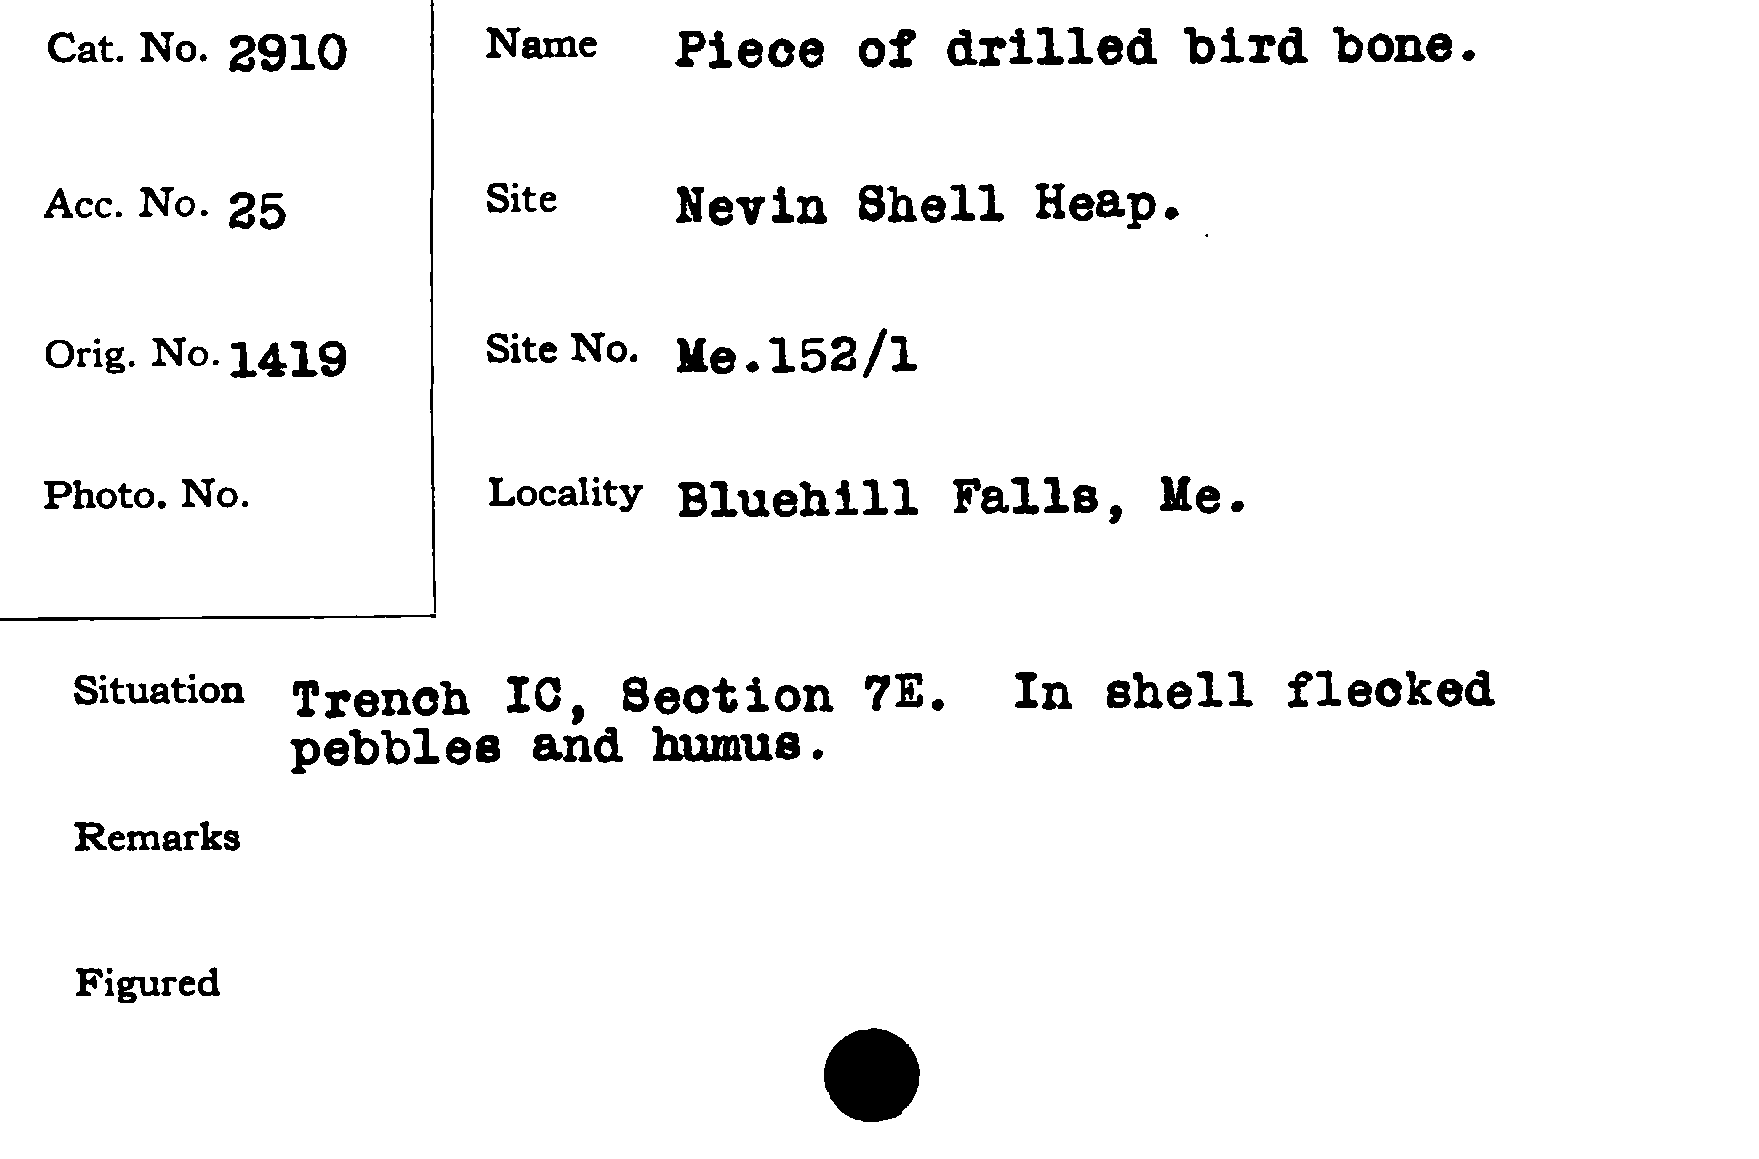 Cat. No. 2910
Name Piece of drilled bird bone.
Acc. No. 25
Site Nevin Shell Heap.
Orig. No. 1419
Site No. Me.152/1
Photo. No.
Locality Bluehill Falls, Me.
Situation Trench IC, Section 7E. In shell flecked
pebbles and humus.
Remarks
Figured